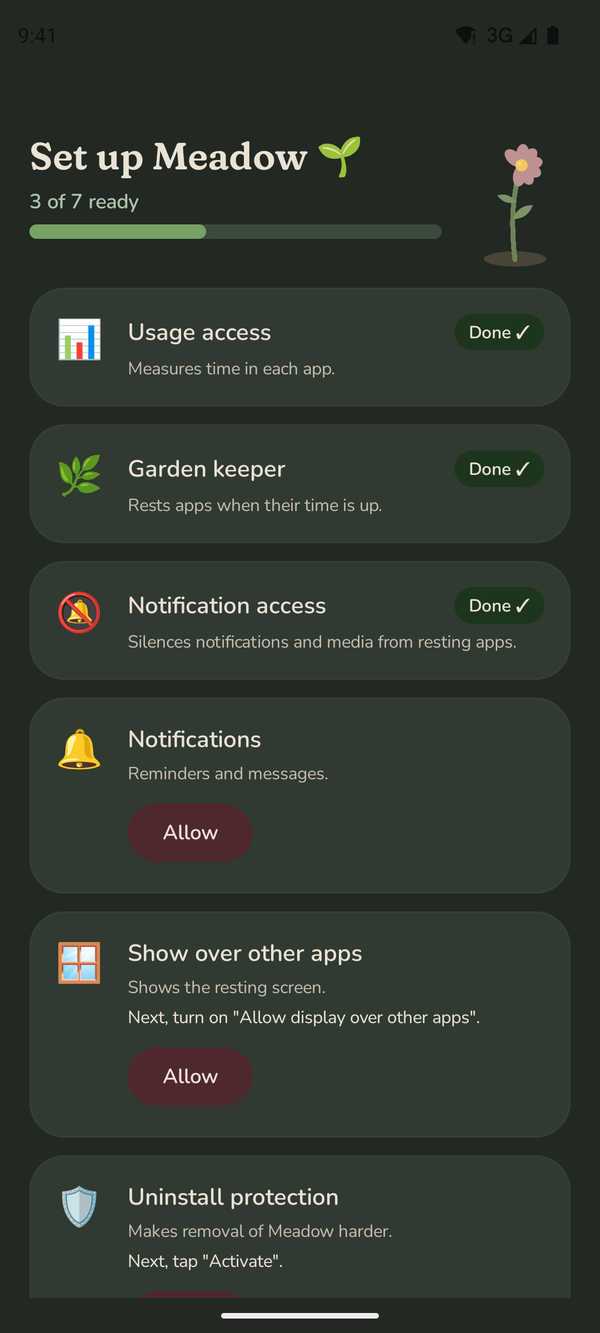 9:41
3G
Set up Meadow 🌱
3 of 7 ready
Usage access
Done ✓
Measures time in each app.
Garden keeper
Done ✓
Rests apps when their time is up.
Notification access
Done ✓
Silences notifications and media from resting apps.
Notifications
Reminders and messages.
Allow
Show over other apps
Shows the resting screen.
Next, turn on "Allow display over other apps".
Allow
Uninstall protection
Makes removal of Meadow harder.
Next, tap "Activate".